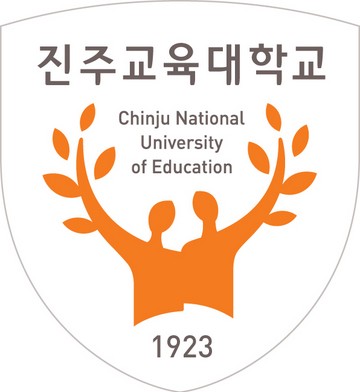 진주교육대학교
Chinju National
University
of Education
1923